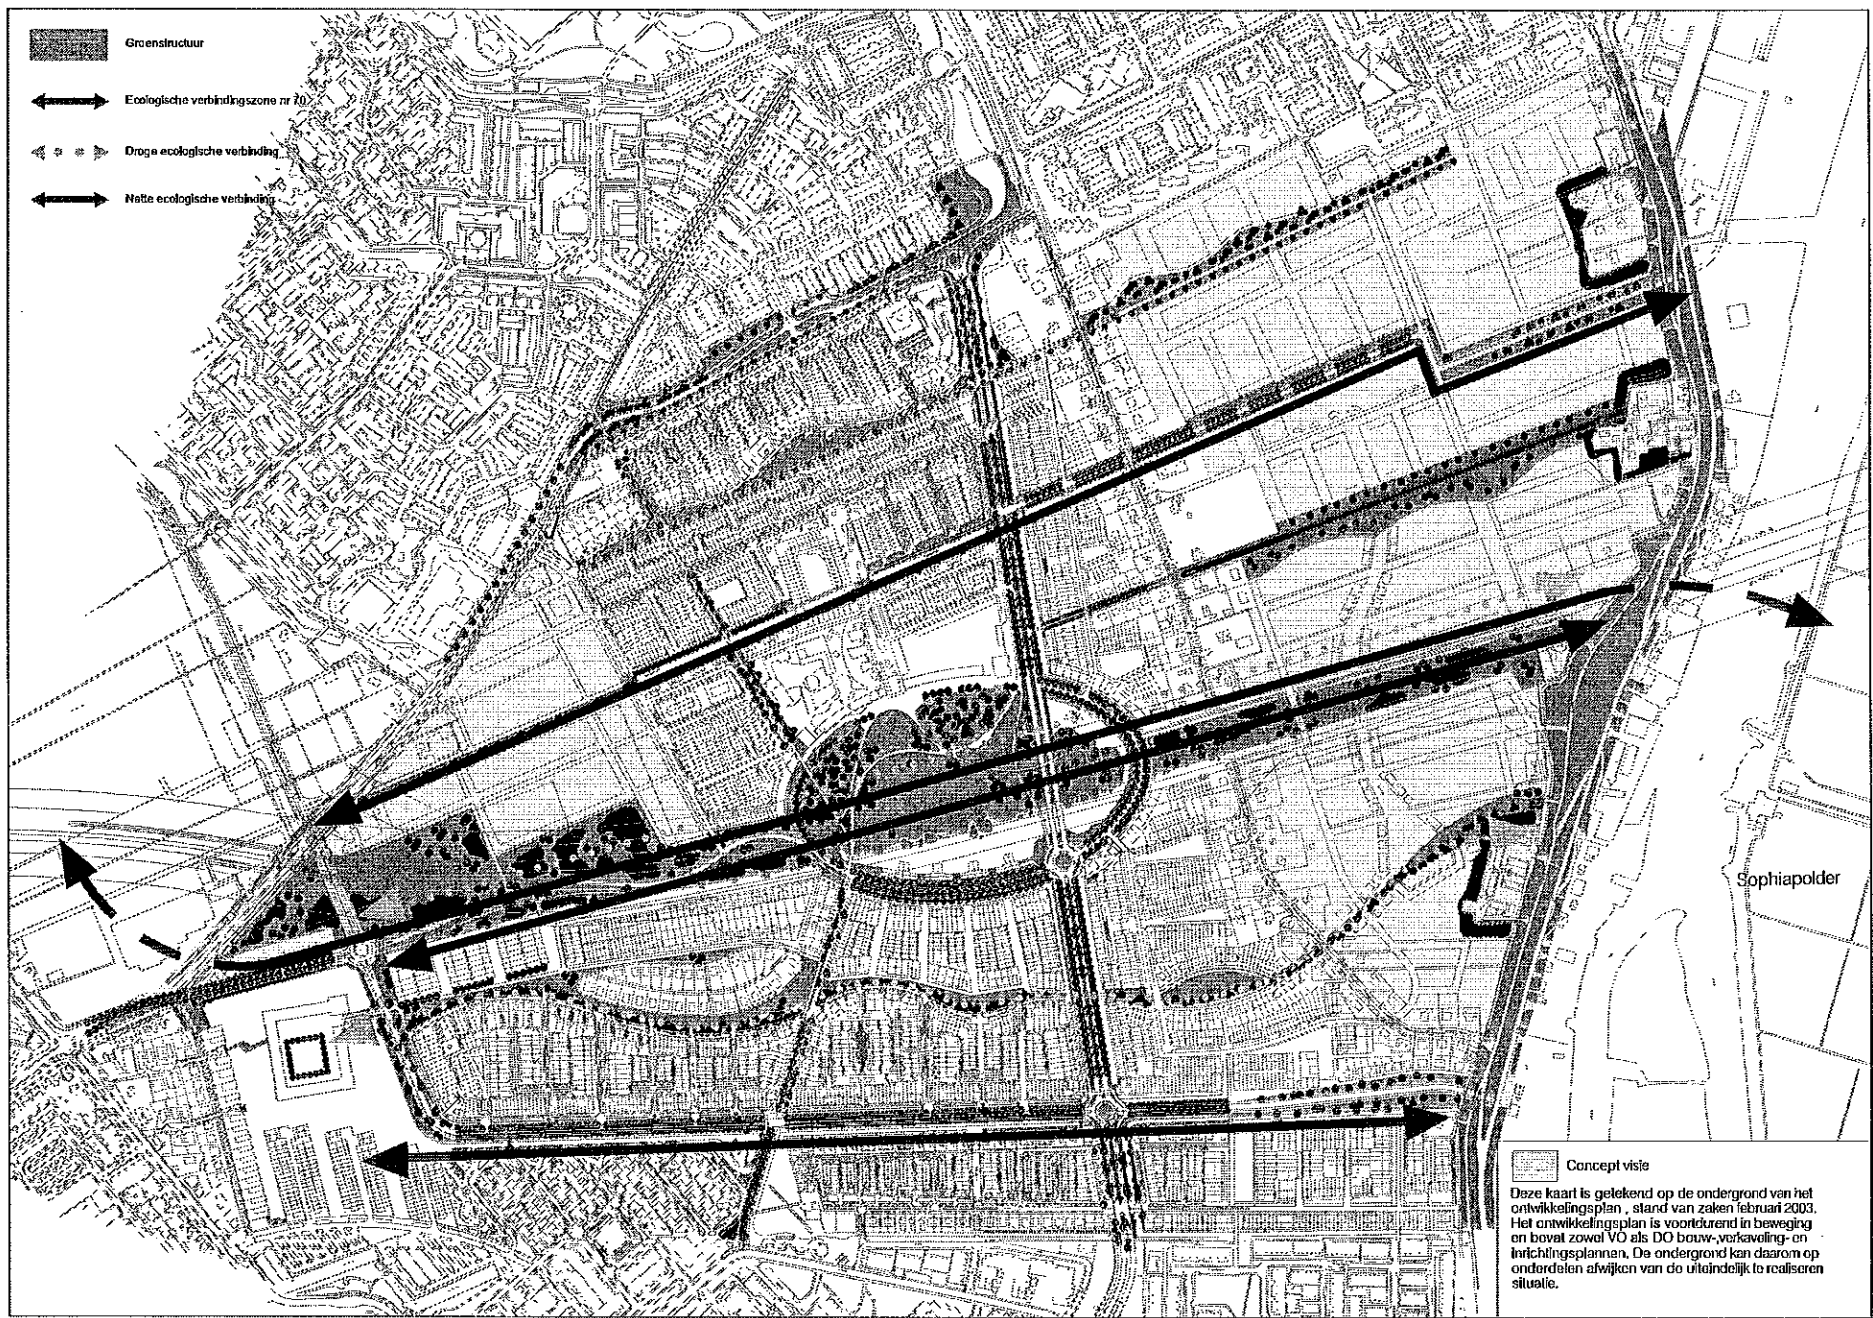 Groenstructuur
Ecologische verbindingszone nr 70
Droge ecologische verbinding
Natte ecologische verbinding
Sophiapolder
Concept visie
Deze kaart is getekend op de ondergrond van het
ontwikkelingsplan , stand van zaken februari 2003.
Het ontwikkelingsplan is voortdurend in beweging
en bevat zowel VO als DO bouw-,verkaveling- en
inrichtingsplannen. De ondergrond kan daarom op
onderdelen afwijken van de uiteindelijk te realiseren
situatie.